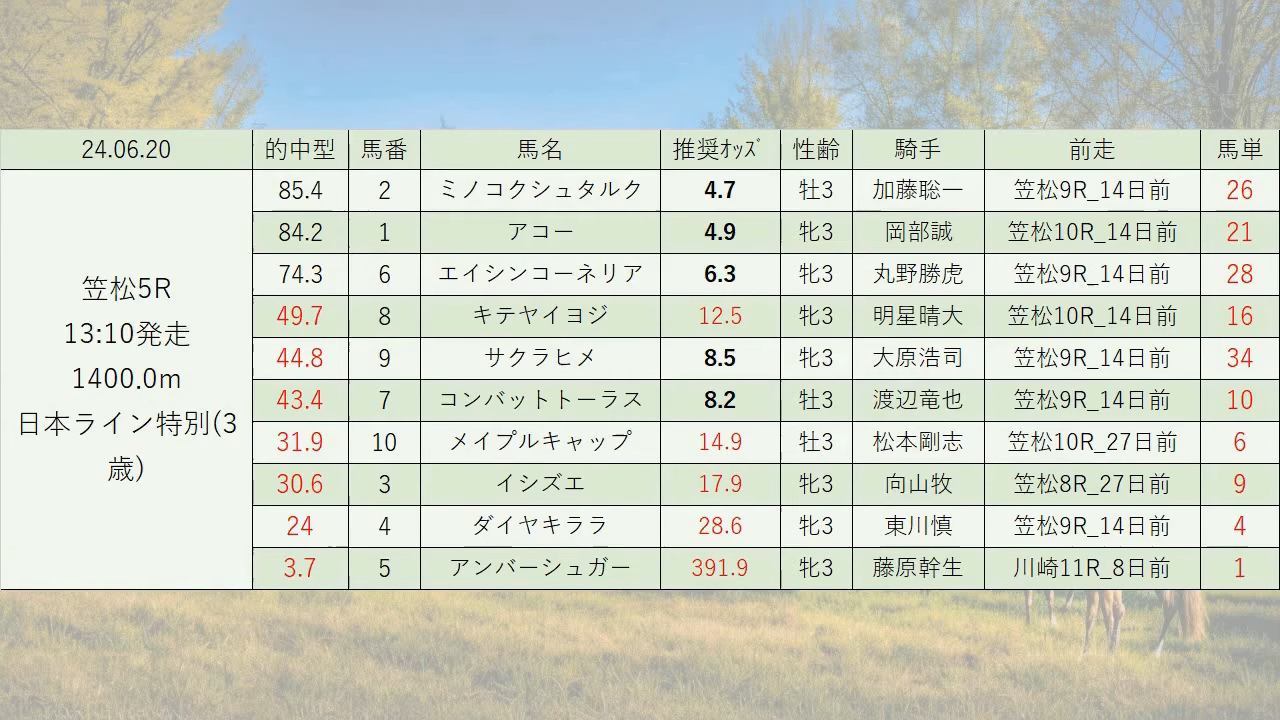 24.06.20 的中型 馬番 馬名 推奨ｵｯｽﾞ 性齢 騎手 前走 馬単
笠松5R
13:10発走
1400.0m
日本ライン特別(3
歳)
85.4 2 ミノコクシュタルク 4.7 牡3 加藤聡一 笠松9R_14日前 26
84.2 1 アコー 4.9 牝3 岡部誠 笠松10R_14日前 21
74.3 6 エイシンコーネリア 6.3 牝3 丸野勝虎 笠松9R_14日前 28
49.7 8 キテヤイヨジ 12.5 牝3 明星晴大 笠松10R_14日前 16
44.8 9 サクラヒメ 8.5 牝3 大原浩司 笠松9R_14日前 34
43.4 7 コンバットトーラス 8.2 牡3 渡辺竜也 笠松9R_14日前 10
31.9 10 メイプルキャップ 14.9 牡3 松本剛志 笠松10R_27日前 6
30.6 3 イシズエ 17.9 牝3 向山牧 笠松8R_27日前 9
24 4 ダイヤキララ 28.6 牝3 東川慎 笠松9R_14日前 4
3.7 5 アンバーシュガー 391.9 牝3 藤原幹生 川崎11R_8日前 1